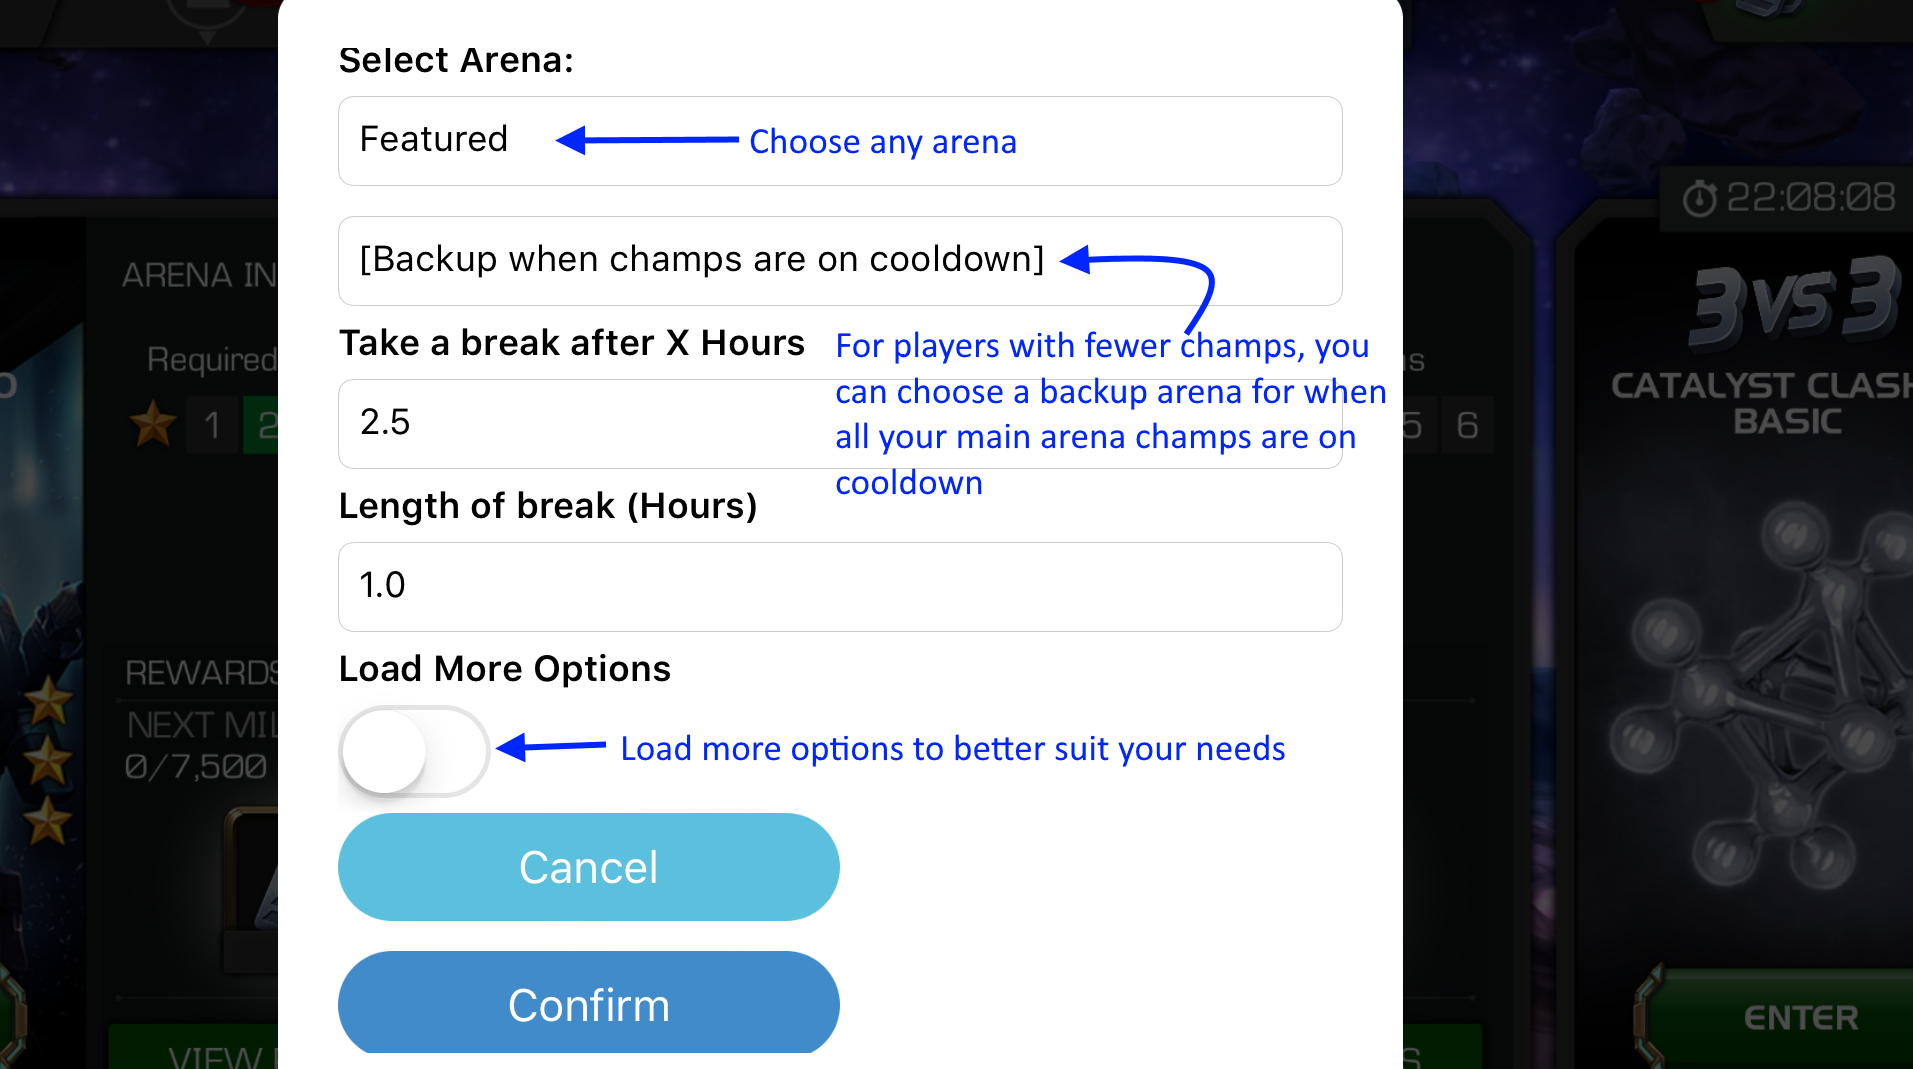 Select Arena:
Featured
Choose any arena
[Backup when champs are on cooldown]
Take a break after X Hours
For players with fewer champs, you
can choose a backup arena for when
all your main arena champs are on
cooldown
2.5
Length of break (Hours)
1.0
Load More Options
Load more options to better suit your needs
Cancel
Confirm
ARENA IN
Required
1 2
REWARDS
NEXT MIL
0/7,500
VIEW
5 6
22:08:08
3 VS 3
CATALYST CLASH
BASIC
ENTER